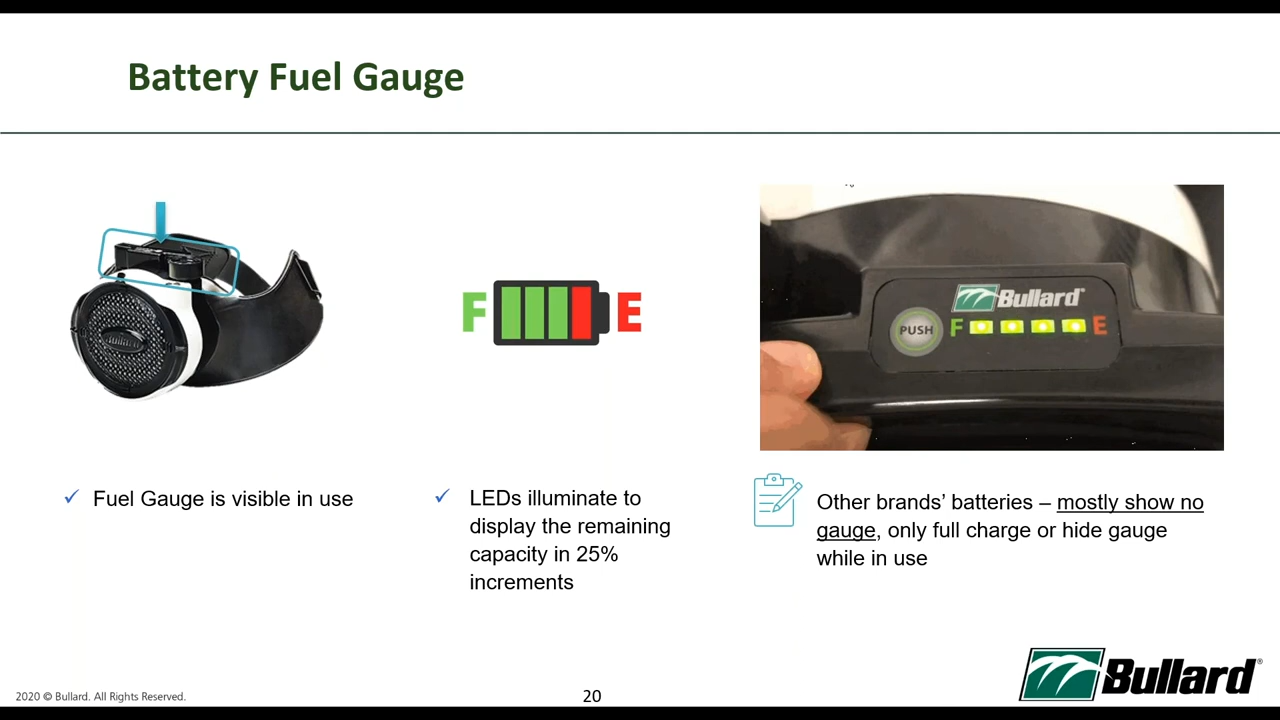 Battery Fuel Gauge
F E
Bullard
PUSH F E
Fuel Gauge is visible in use
LEDs illuminate to
display the remaining
capacity in 25%
increments
Other brands’ batteries – mostly show no
gauge, only full charge or hide gauge
while in use
Bullard®
2020 © Bullard. All Rights Reserved.
20